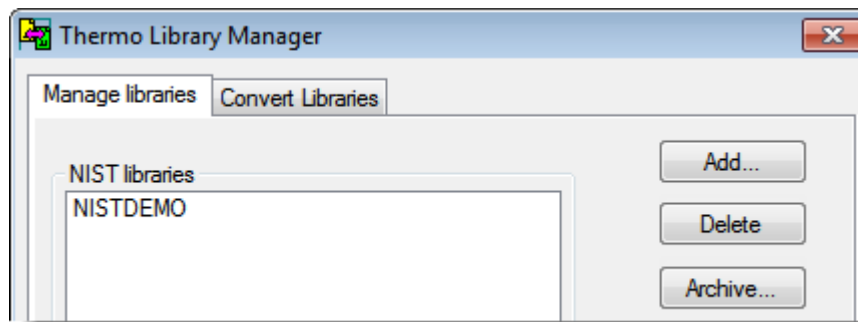 Thermo Library Manager
Manage libraries
Convert Libraries
NIST libraries
NISTDEMO
Add...
Delete
Archive...